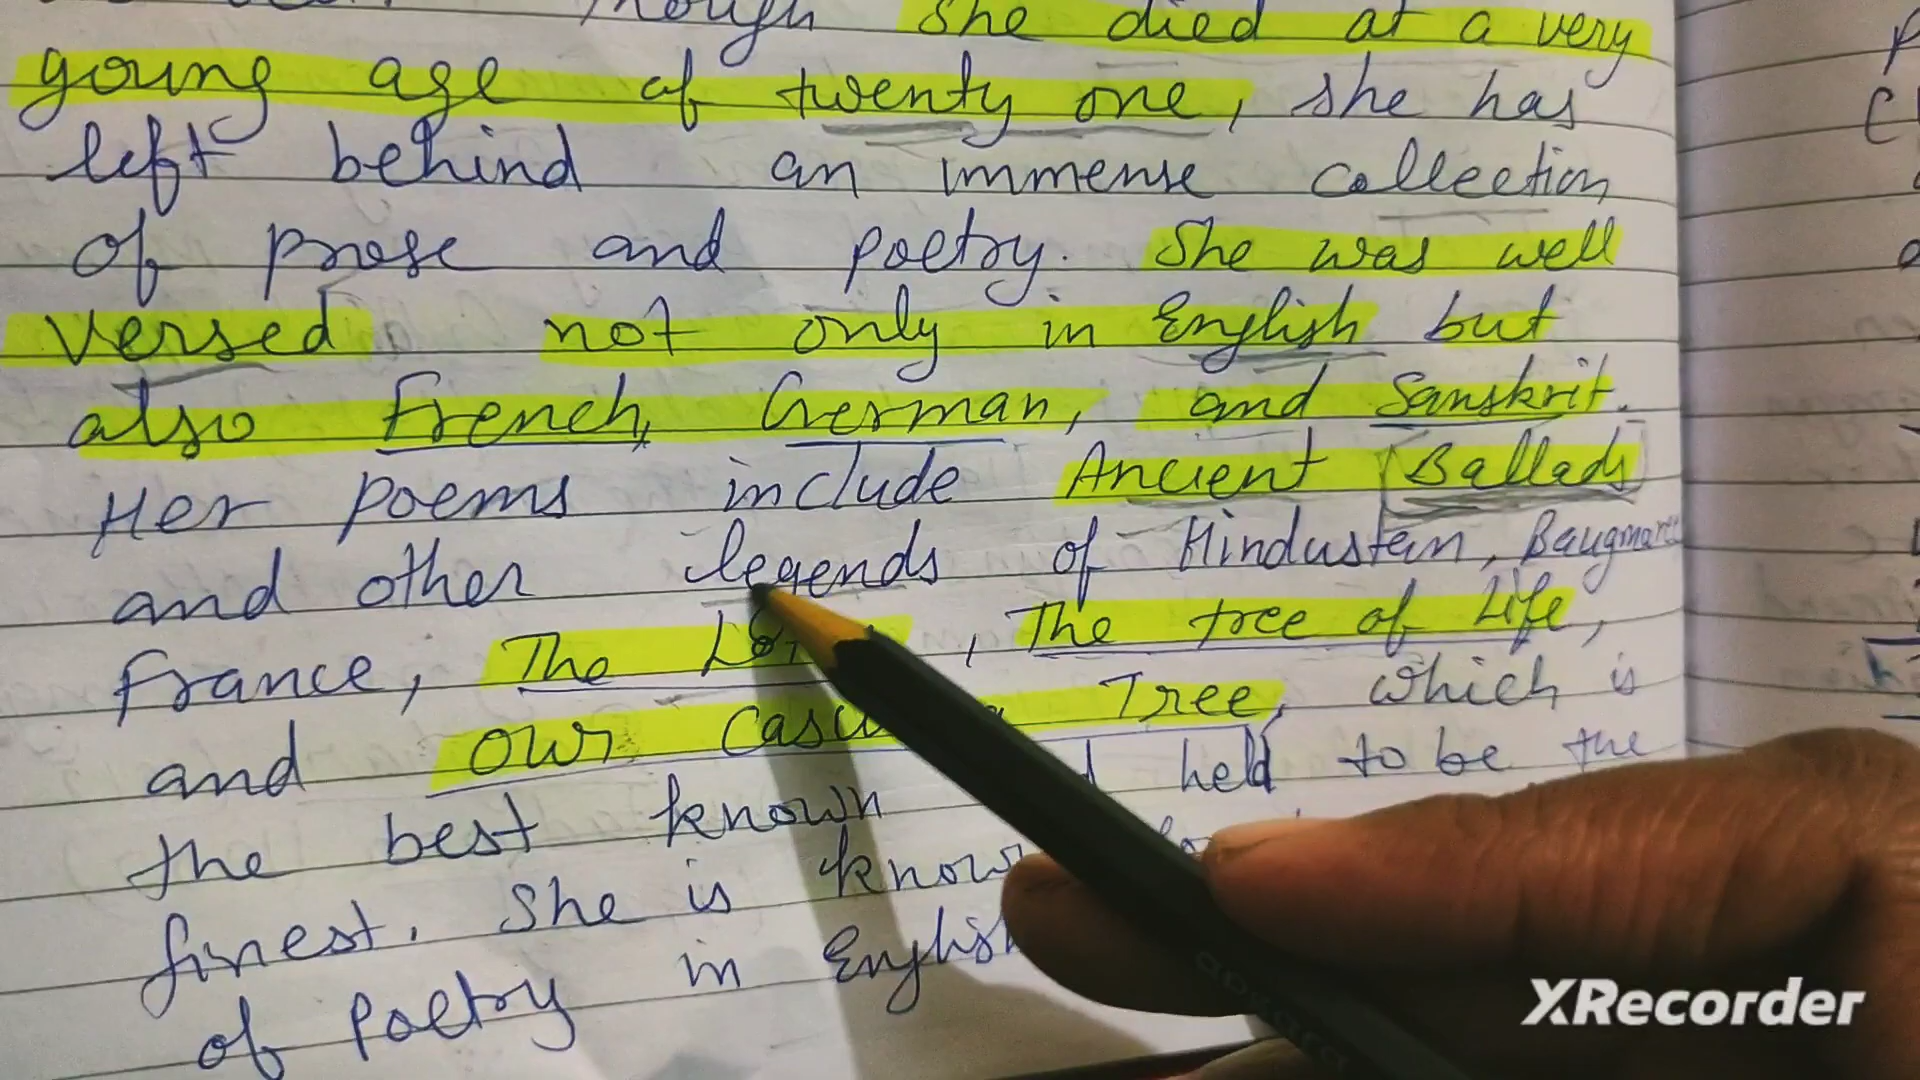 Though She died at a very
young age of twenty one, she has
left behind an immense collection
of prose and poetry. She was well
versed not only in English but
also French, German, and Sanskrit.
Her poems include Ancient Ballads
and other legends of Hindustan,
France, The , The tree of Life,
and our Tree, which is
the best known held to be the
finest. She is
of poetry in
apsara
XRecorder